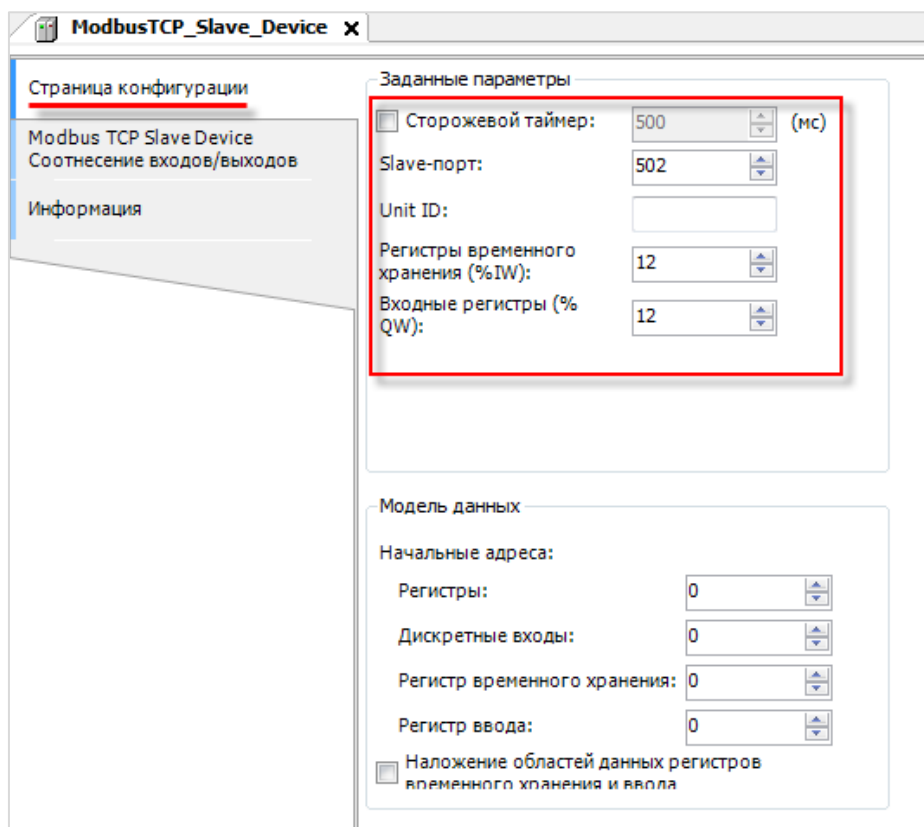 ModbusTCP_Slave_Device X
Страница конфигурации
Modbus TCP Slave Device
Соотнесение входов/выходов
Информация
Заданные параметры
Сторожевой таймер: 500 (мс)
Slave-порт: 502
Unit ID:
Регистры временного
хранения (%IW): 12
Входные регистры (%
QW): 12
Модель данных
Начальные адреса:
Регистры: 0
Дискретные входы: 0
Регистр временного хранения: 0
Регистр ввода: 0
Наложение областей данных регистров
временного хранения и ввода